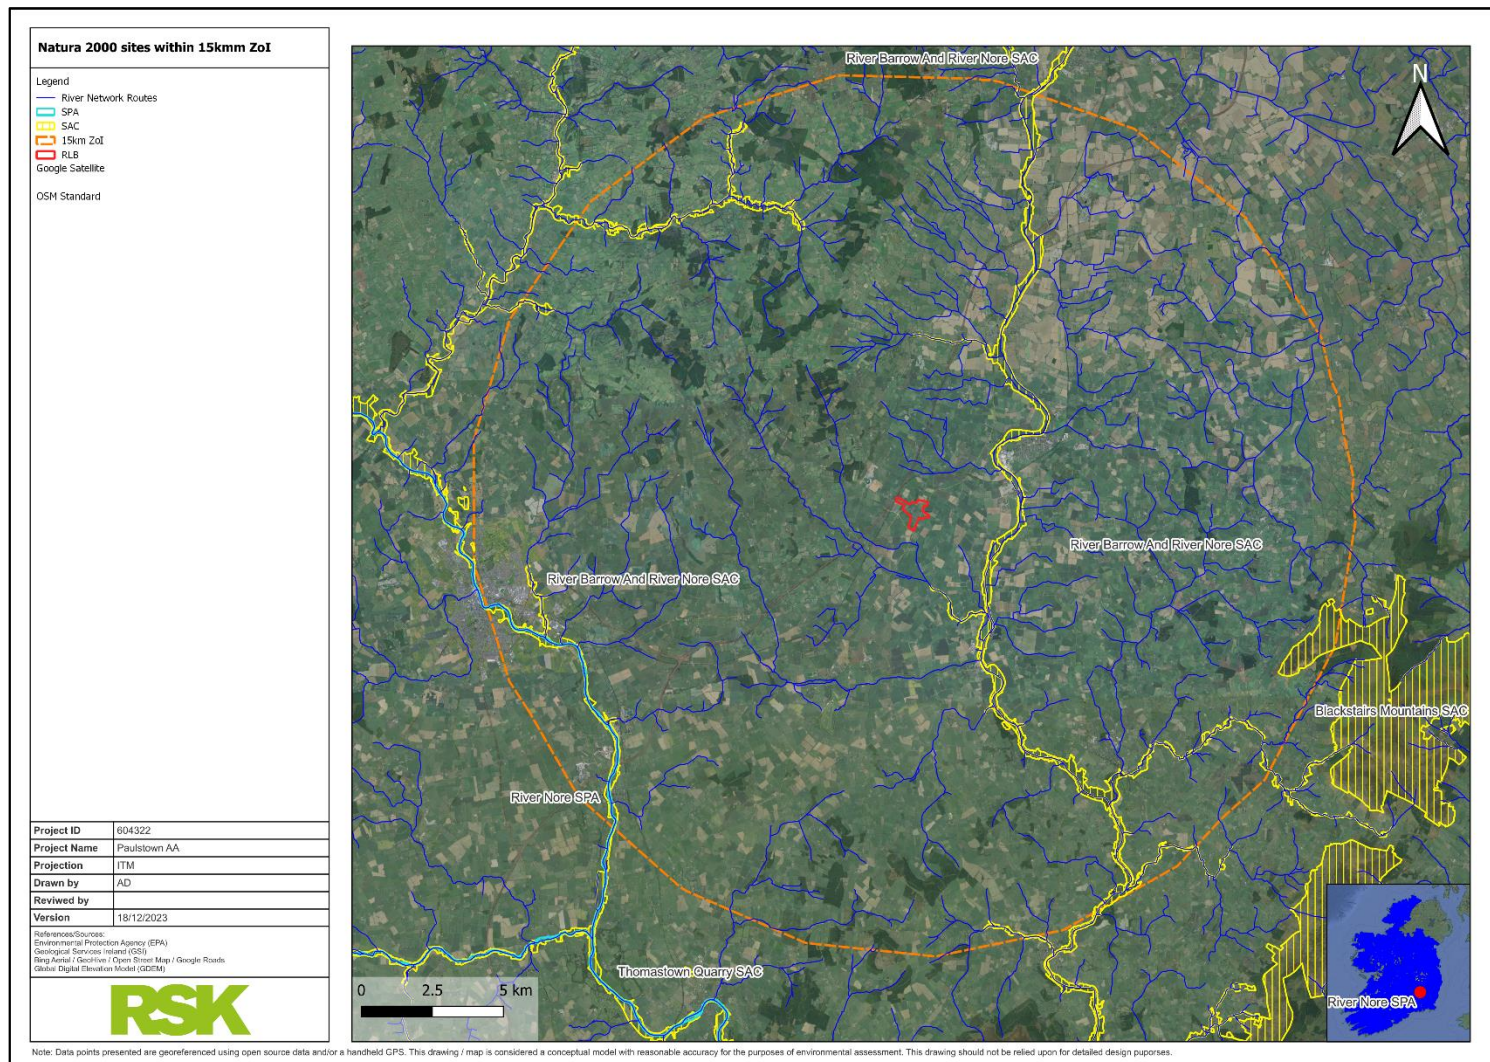 Natura 2000 sites within 15kmm ZoI
Legend
River Network Routes
SPA
SAC
15km ZoI
RLB
Google Satellite
OSM Standard
Project ID 604322
Project Name Paulstown AA
Projection ITM
Drawn by AD
Reviwed by
Version 18/12/2023
References/Sources:
Environmental Protection Agency (EPA)
Geological Services Ireland (GSI)
Bing Aerial / GeoHive / Open Street Map / Google Roads
Global Digital Elevation Model (GDEM)
RSK
River Barrow And River Nore SAC
N
River Barrow And River Nore SAC
River Barrow And River Nore SAC
Blackstairs Mountains SAC
River Nore SPA
Thomastown Quarry SAC
0 2.5 5 km
River Nore SPA
Note: Data points presented are georeferenced using open source data and/or a handheld GPS. This drawing / map is considered a conceptual model with reasonable accuracy for the purposes of environmental assessment. This drawing should not be relied upon for detailed design puporses.